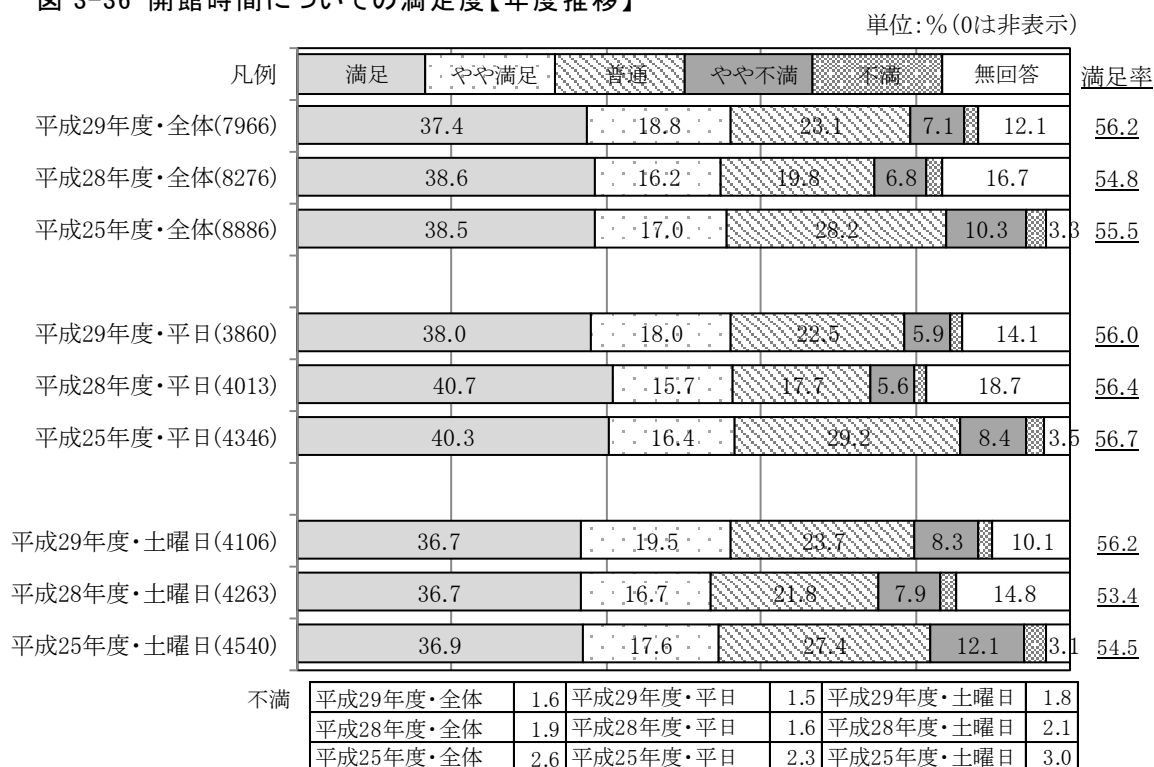 図 3-36 開館時間についての満足度【年度推移】
単位：％（0は非表示）
凡例 満足 やや満足 普通 やや不満 不満 無回答 満足率
平成29年度・全体(7966) 37.4 18.8 23.1 7.1 12.1 56.2
平成28年度・全体(8276) 38.6 16.2 19.8 6.8 16.7 54.8
平成25年度・全体(8886) 38.5 17.0 28.2 10.3 3.3 55.5
平成29年度・平日(3860) 38.0 18.0 22.5 5.9 14.1 56.0
平成28年度・平日(4013) 40.7 15.7 17.7 5.6 18.7 56.4
平成25年度・平日(4346) 40.3 16.4 29.2 8.4 3.5 56.7
平成29年度・土曜日(4106) 36.7 19.5 23.7 8.3 10.1 56.2
平成28年度・土曜日(4263) 36.7 16.7 21.8 7.9 14.8 53.4
平成25年度・土曜日(4540) 36.9 17.6 27.4 12.1 3.1 54.5
不満 平成29年度・全体 1.6 平成29年度・平日 1.5 平成29年度・土曜日 1.8
平成28年度・全体 1.9 平成28年度・平日 1.6 平成28年度・土曜日 2.1
平成25年度・全体 2.6 平成25年度・平日 2.3 平成25年度・土曜日 3.0